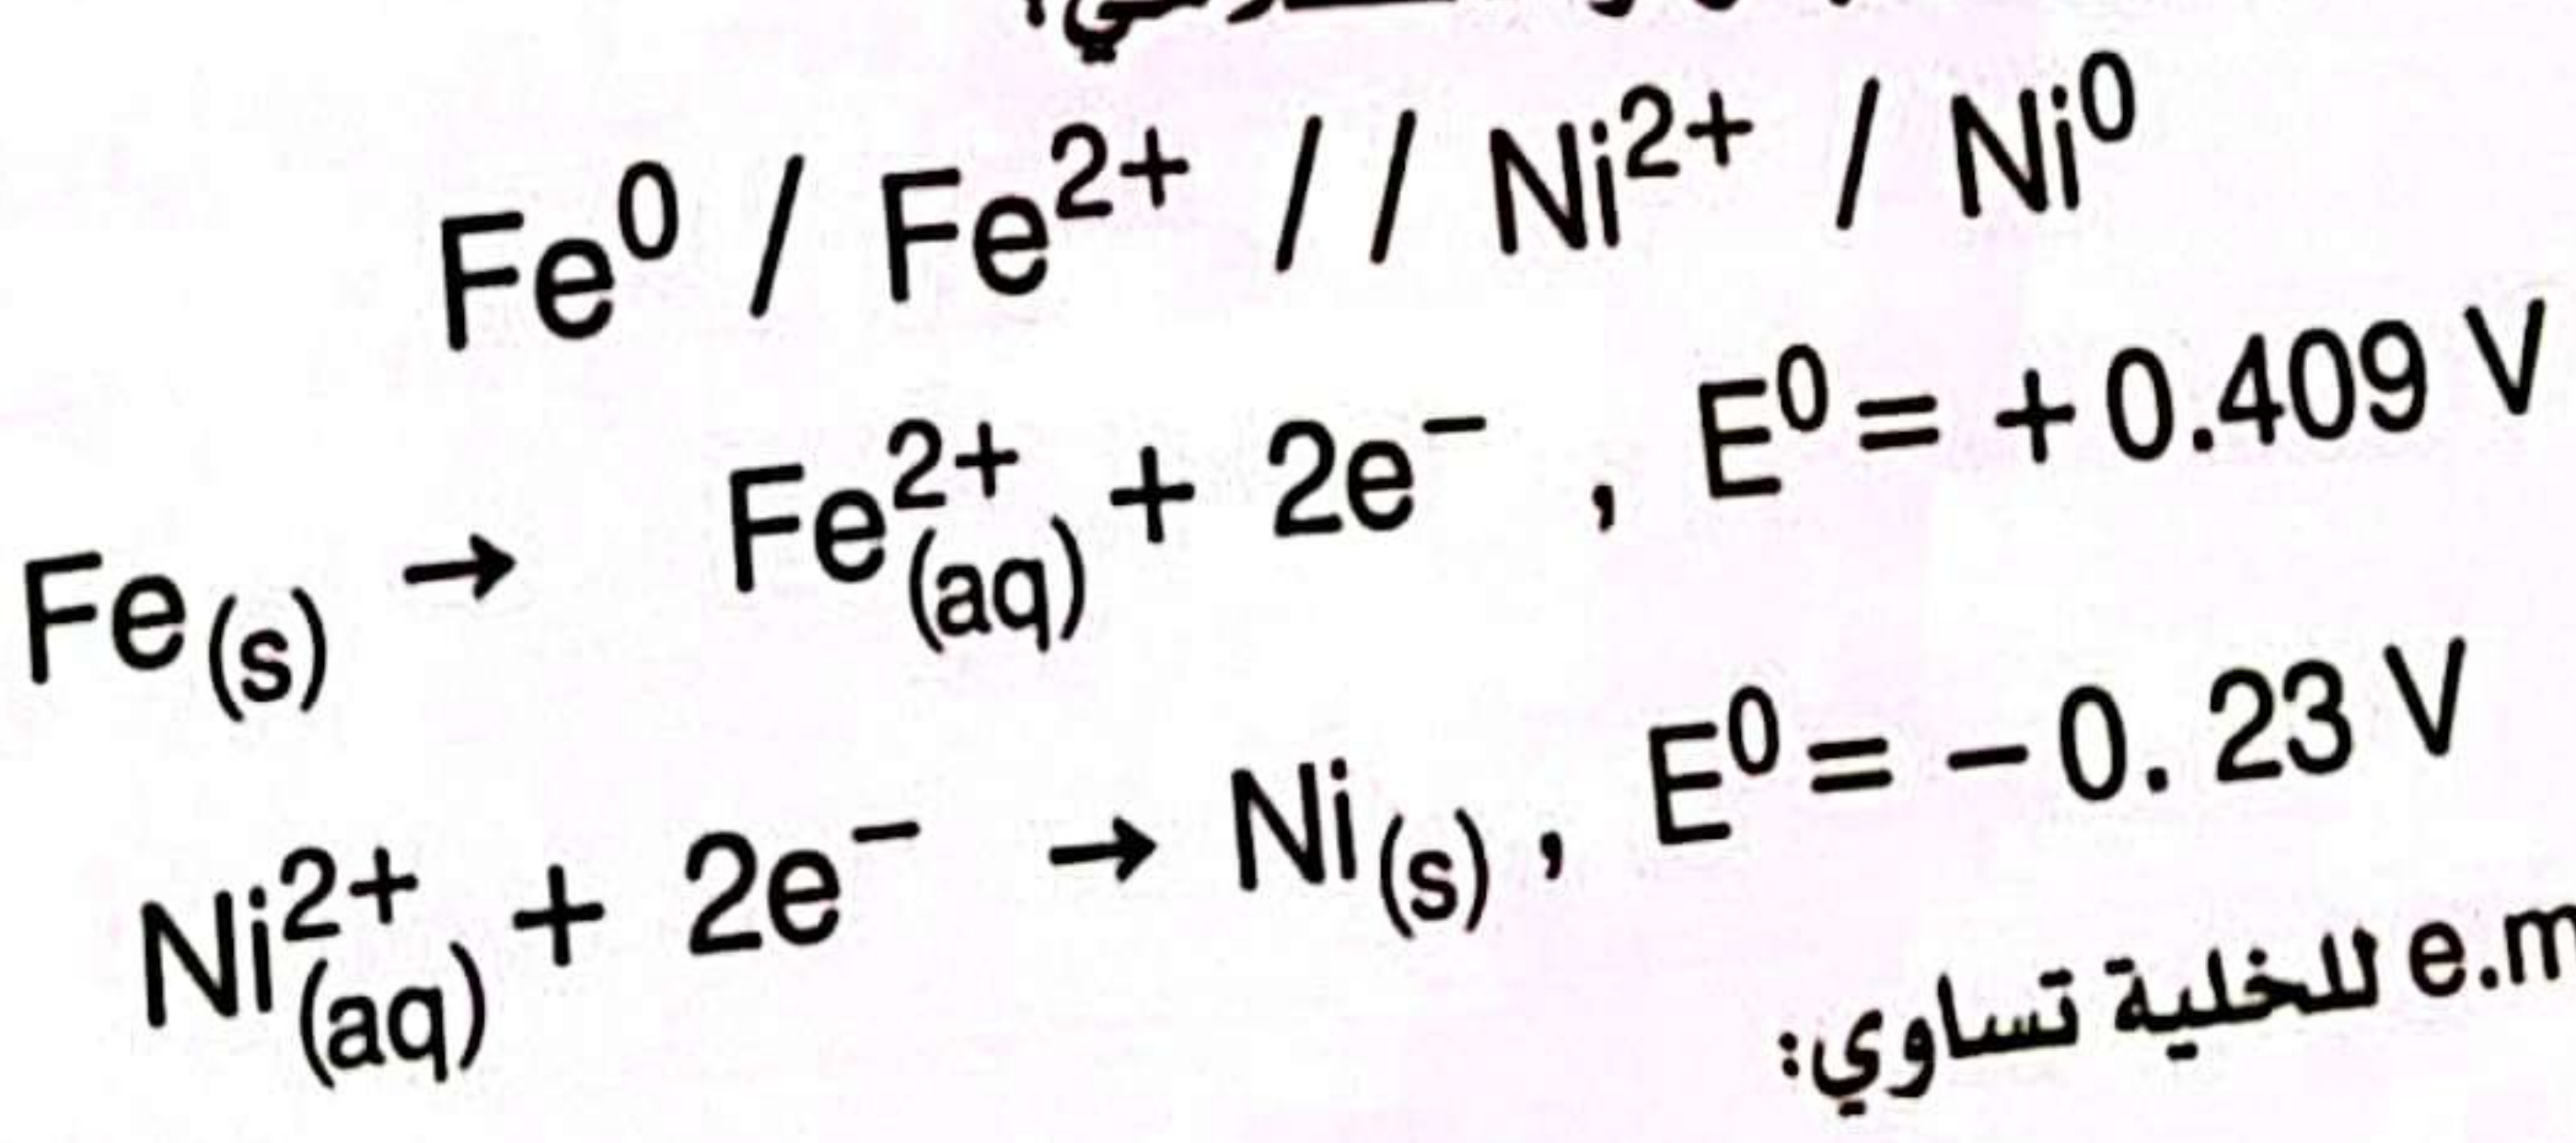 Fe⁰ / Fe²⁺ // Ni²⁺ / Ni⁰
Fe(s) → Fe²⁺(aq) + 2e⁻ , E⁰ = +0.409 V
Ni²⁺(aq) + 2e⁻ → Ni(s) , E⁰ = −0. 23 V
e.m للخلية تساوي: